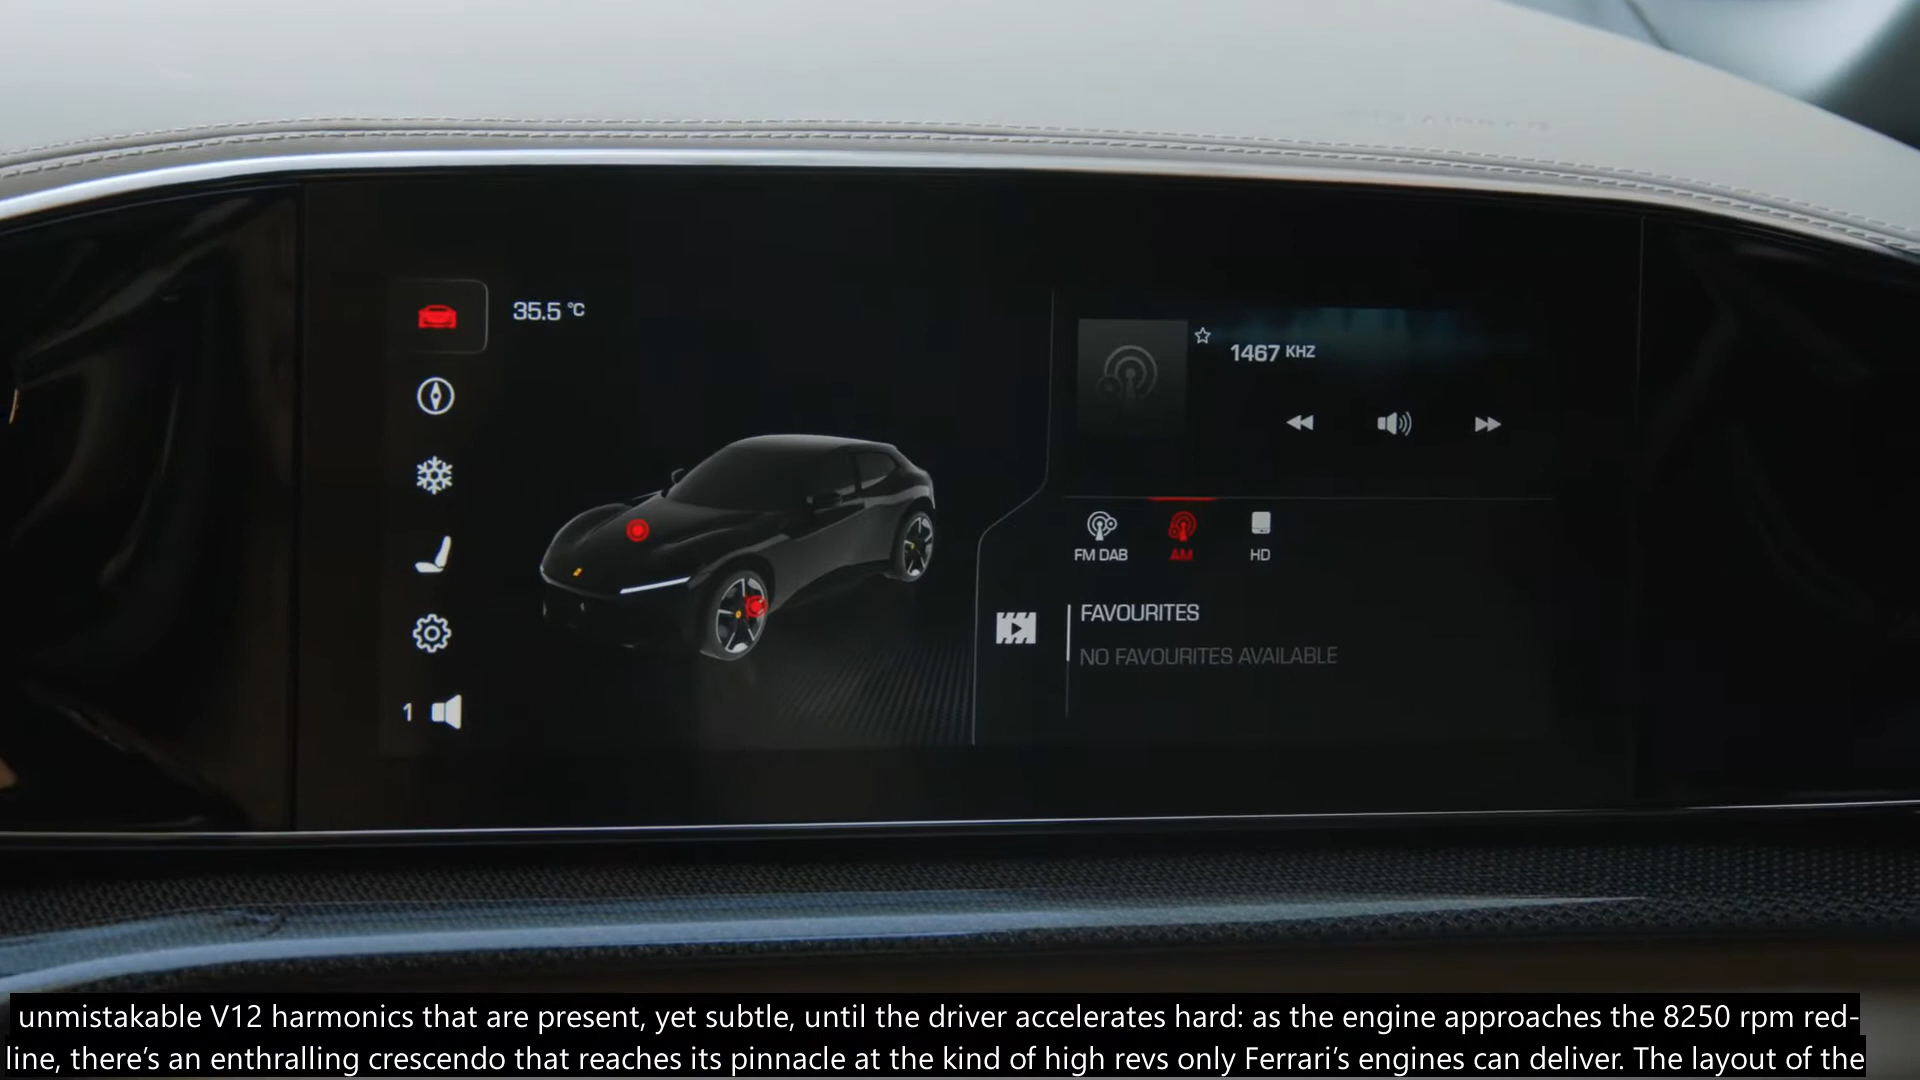 35.5 °C
1467 KHZ
FM DAB
AM
HD
FAVOURITES
NO FAVOURITES AVAILABLE
1
unmistakable V12 harmonics that are present, yet subtle, until the driver accelerates hard: as the engine approaches the 8250 rpm red-
line, there’s an enthralling crescendo that reaches its pinnacle at the kind of high revs only Ferrari’s engines can deliver. The layout of the